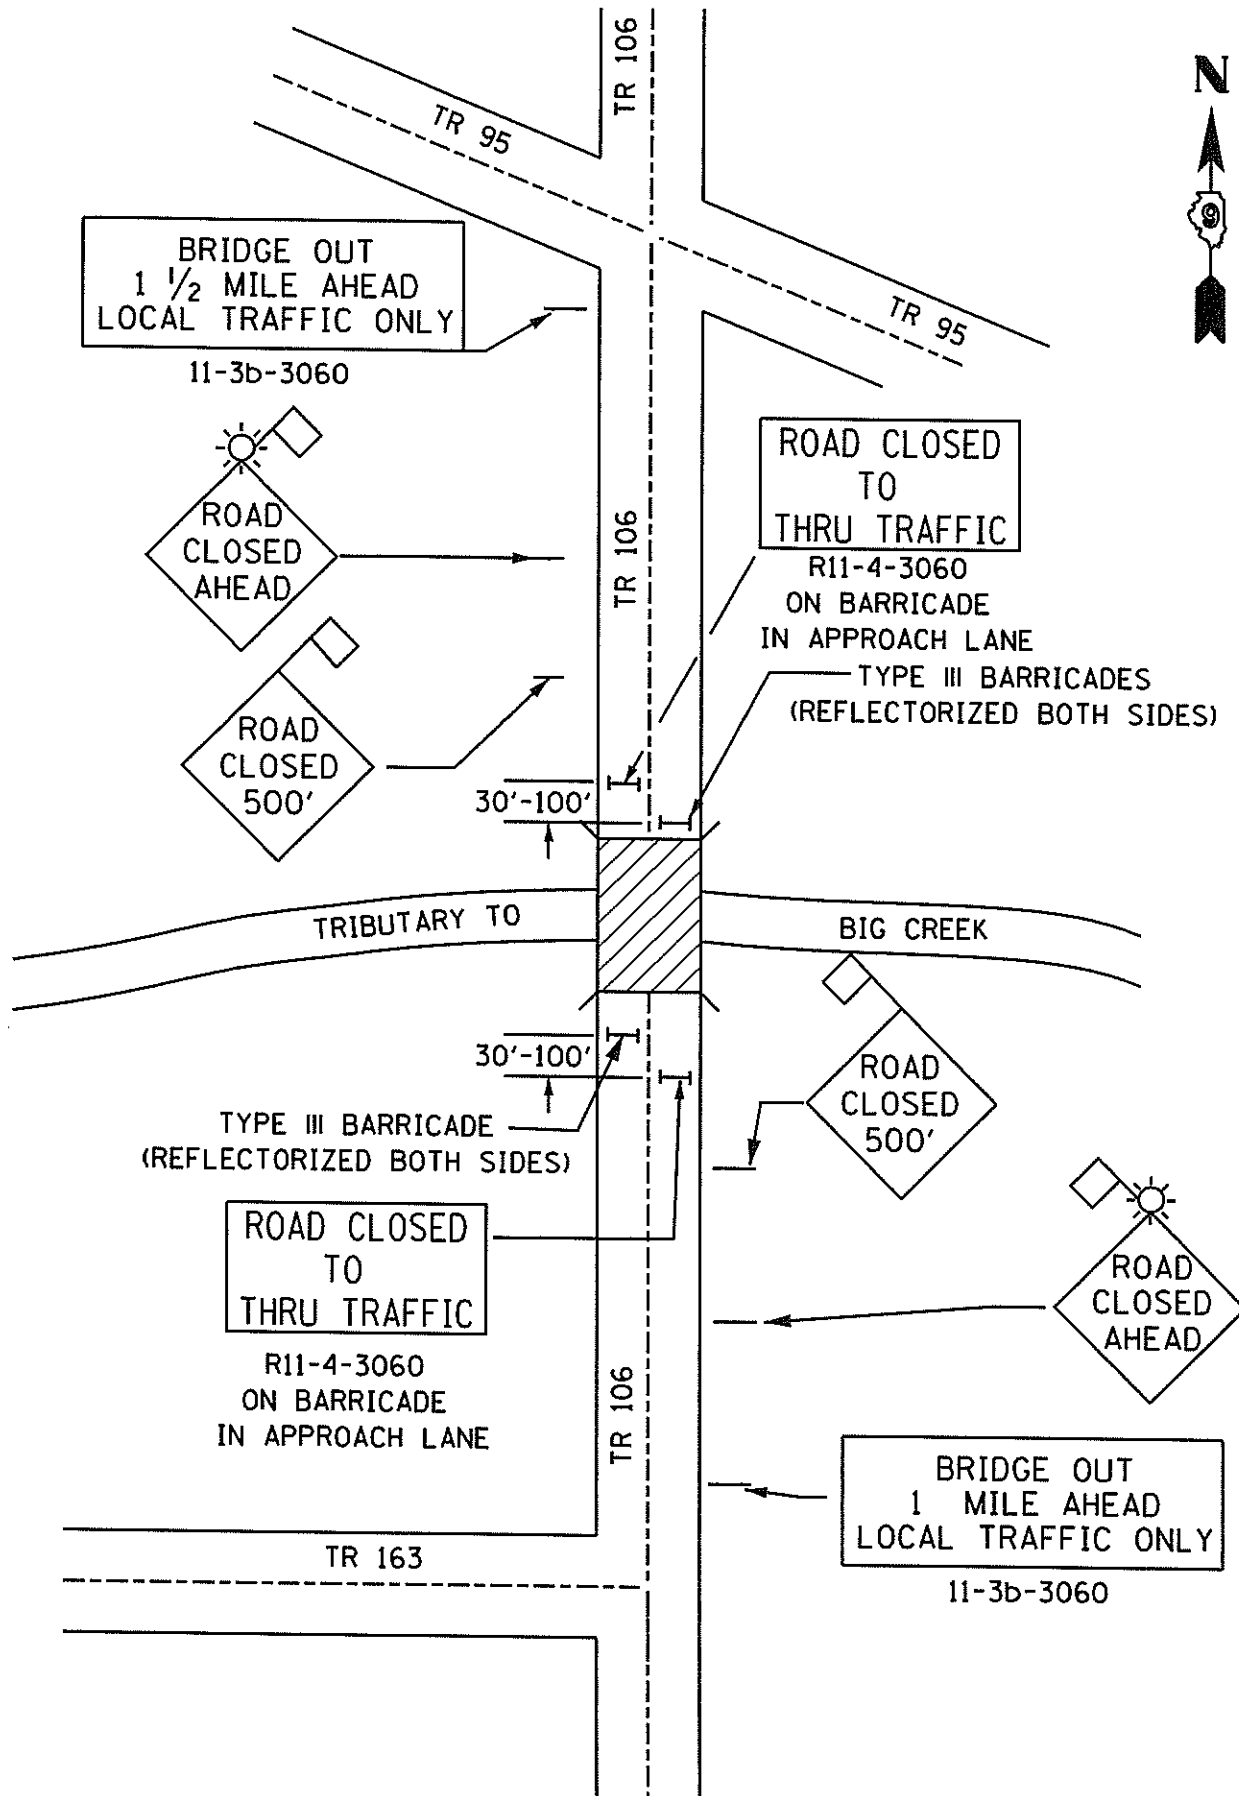 TR 106
N
TR 95
9
BRIDGE OUT
1 1/2 MILE AHEAD
LOCAL TRAFFIC ONLY
11-3b-3060
TR 95
ROAD CLOSED
TO
THRU TRAFFIC
R11-4-3060
ON BARRICADE
IN APPROACH LANE
ROAD
CLOSED
AHEAD
TR 106
TYPE III BARRICADES
(REFLECTORIZED BOTH SIDES)
ROAD
CLOSED
500'
30'-100'
TRIBUTARY TO
BIG CREEK
30'-100'
ROAD
CLOSED
500'
TYPE III BARRICADE
(REFLECTORIZED BOTH SIDES)
ROAD CLOSED
TO
THRU TRAFFIC
R11-4-3060
ON BARRICADE
IN APPROACH LANE
ROAD
CLOSED
AHEAD
TR 106
BRIDGE OUT
1 MILE AHEAD
LOCAL TRAFFIC ONLY
11-3b-3060
TR 163